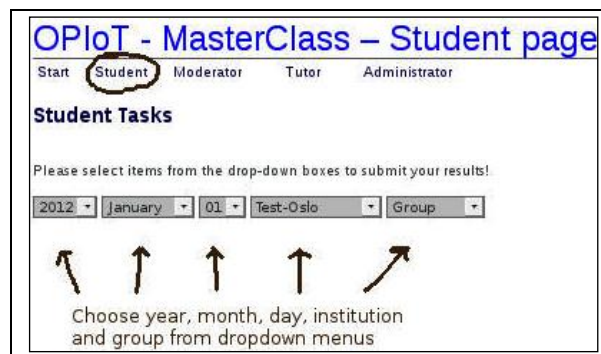 OPIoT - MasterClass – Student page
Start Student Moderator Tutor Administrator
Student Tasks
Please select items from the drop-down boxes to submit your results!
2012 January 01 Test-Oslo Group
Choose year, month, day, institution
and group from dropdown menus